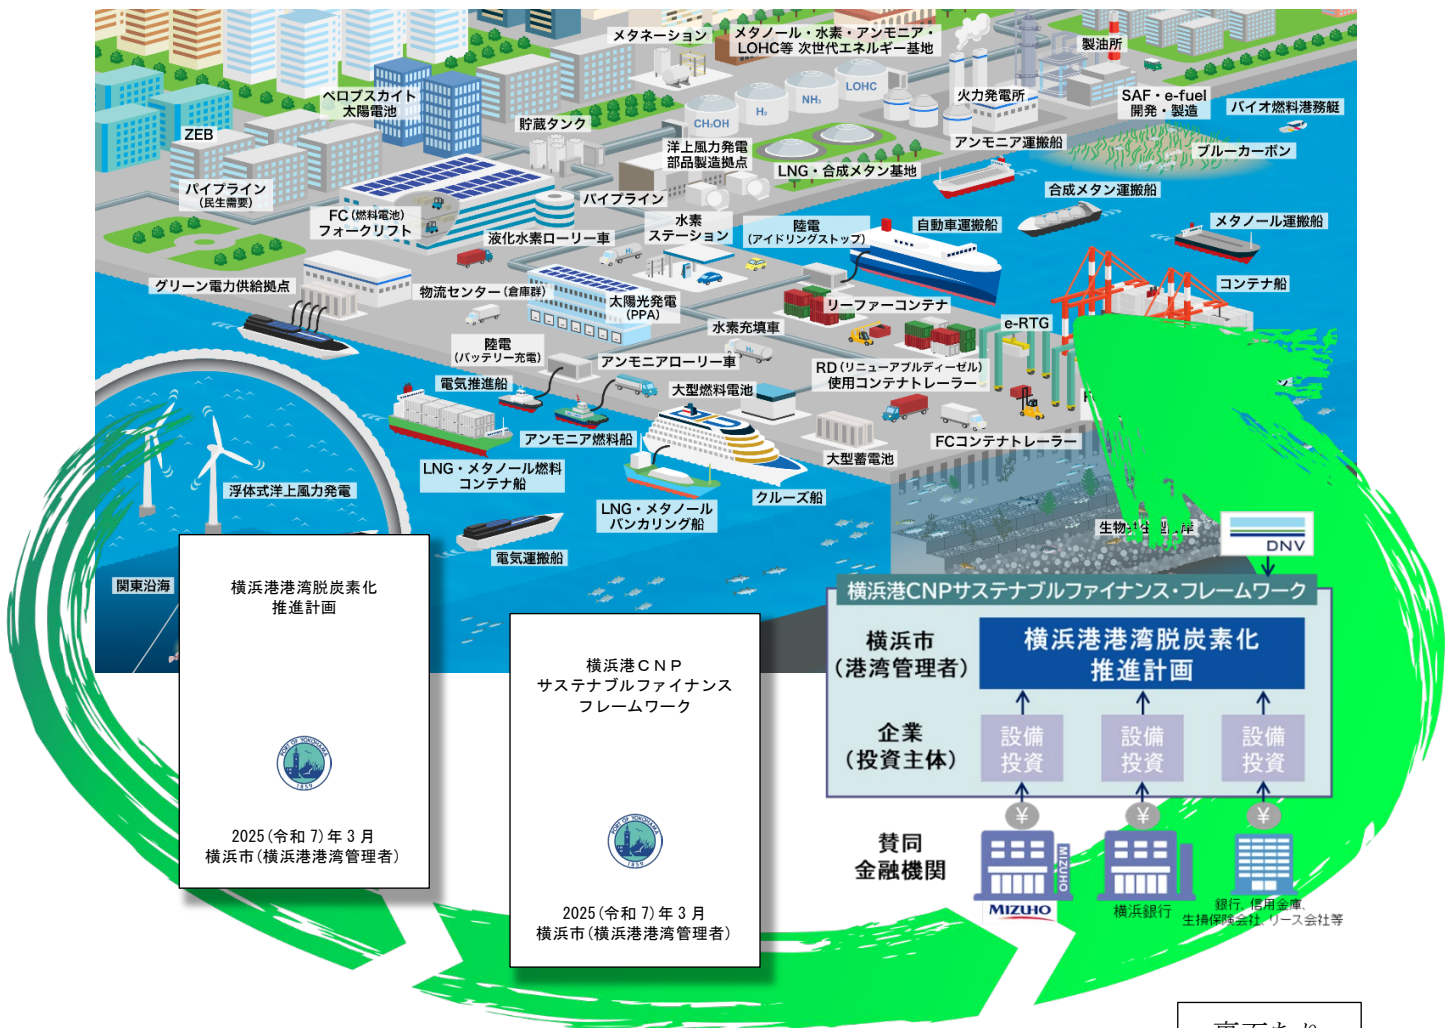 メタネーション
メタノール・水素・アンモニア・
LOHC等 次世代エネルギー基地
製油所
ペロブスカイト
太陽電池
ZEB
貯蔵タンク
CH₃OH
H₂
NH₃
LOHC
火力発電所
SAF・e-fuel
開発・製造
バイオ燃料港務艇
洋上風力発電
部品製造拠点
LNG・合成メタン基地
アンモニア運搬船
ブルーカーボン
パイプライン
(民生需要)
パイプライン
合成メタン運搬船
FC(燃料電池)
フォークリフト
液化水素ローリー車
水素
ステーション
陸電
(アイドリングストップ)
自動車運搬船
メタノール運搬船
グリーン電力供給拠点
物流センター(倉庫群)
太陽光発電
(PPA)
リーファーコンテナ
コンテナ船
水素充填車
e-RTG
陸電
(バッテリー充電)
アンモニアローリー車
RD(リニューアブルディーゼル)
使用コンテナトレーラー
電気推進船
大型燃料電池
アンモニア燃料船
大型蓄電池
FCコンテナトレーラー
LNG・メタノール燃料
コンテナ船
クルーズ船
浮体式洋上風力発電
LNG・メタノール
バンカリング船
電気運搬船
関東沿海
DNV
横浜港港湾脱炭素化
推進計画
PORT OF YOKOHAMA
1859
2025(令和7)年3月
横浜市(横浜港港湾管理者)
横浜港CNP
サステナブルファイナンス
フレームワーク
PORT OF YOKOHAMA
1859
2025(令和7)年3月
横浜市(横浜港港湾管理者)
横浜港CNPサステナブルファイナンス・フレームワーク
横浜市
(港湾管理者)
横浜港港湾脱炭素化
推進計画
企業
(投資主体)
設備
投資
設備
投資
設備
投資
¥
¥
¥
賛同
金融機関
MIZUHO
MIZUHO
横浜銀行
銀行、信用金庫、
生損保険会社、リース会社等